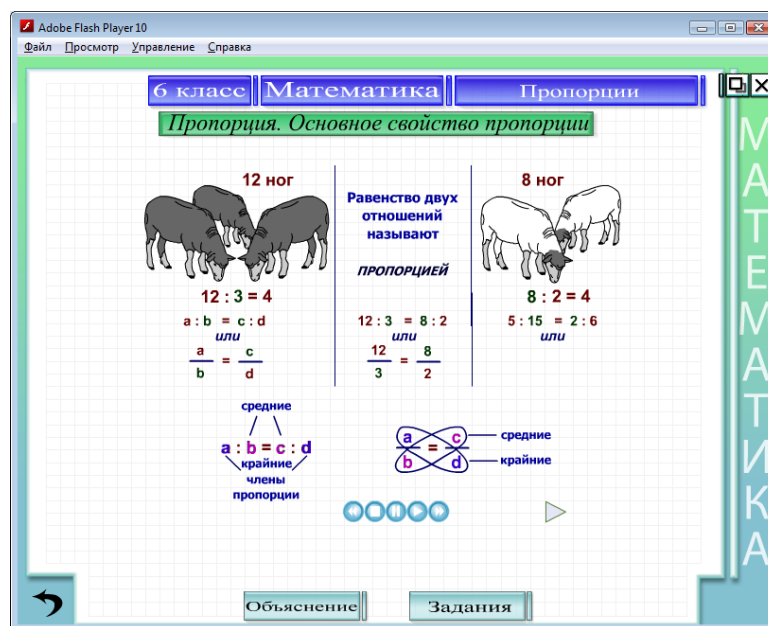 Adobe Flash Player 10
Файл Просмотр Управление Справка
6 класс Математика Пропорции
Пропорция. Основное свойство пропорции
12 ног
Равенство двух
отношений
называют
ПРОПОРЦИЕЙ
8 ног
12 : 3 = 4
8 : 2 = 4
a : b = c : d
или
a/b = c/d
12 : 3 = 8 : 2
или
12/3 = 8/2
5 : 15 = 2 : 6
или
средние
a : b = c : d
крайние
члены
пропорции
a/b = c/d
средние
крайние
Объяснение
Задания
МАТЕМАТИКА